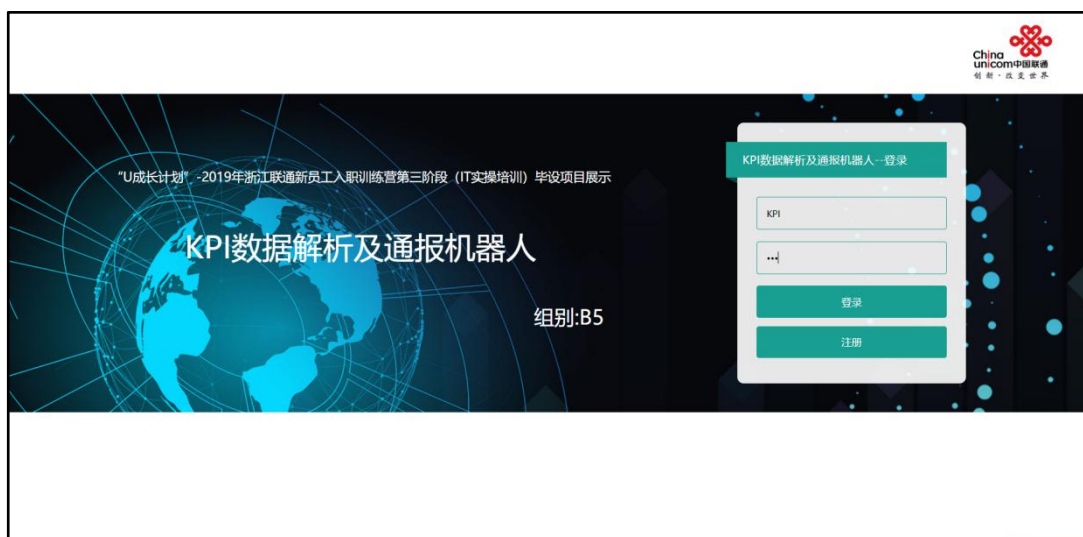 China
unicom中国联通
创新·改变世界
“U成长计划”-2019年浙江联通新员工入职训练营第三阶段（IT实操培训）毕设项目展示
KPI数据解析及通报机器人
组别:B5
KPI数据解析及通报机器人--登录
KPI
•••
登录
注册